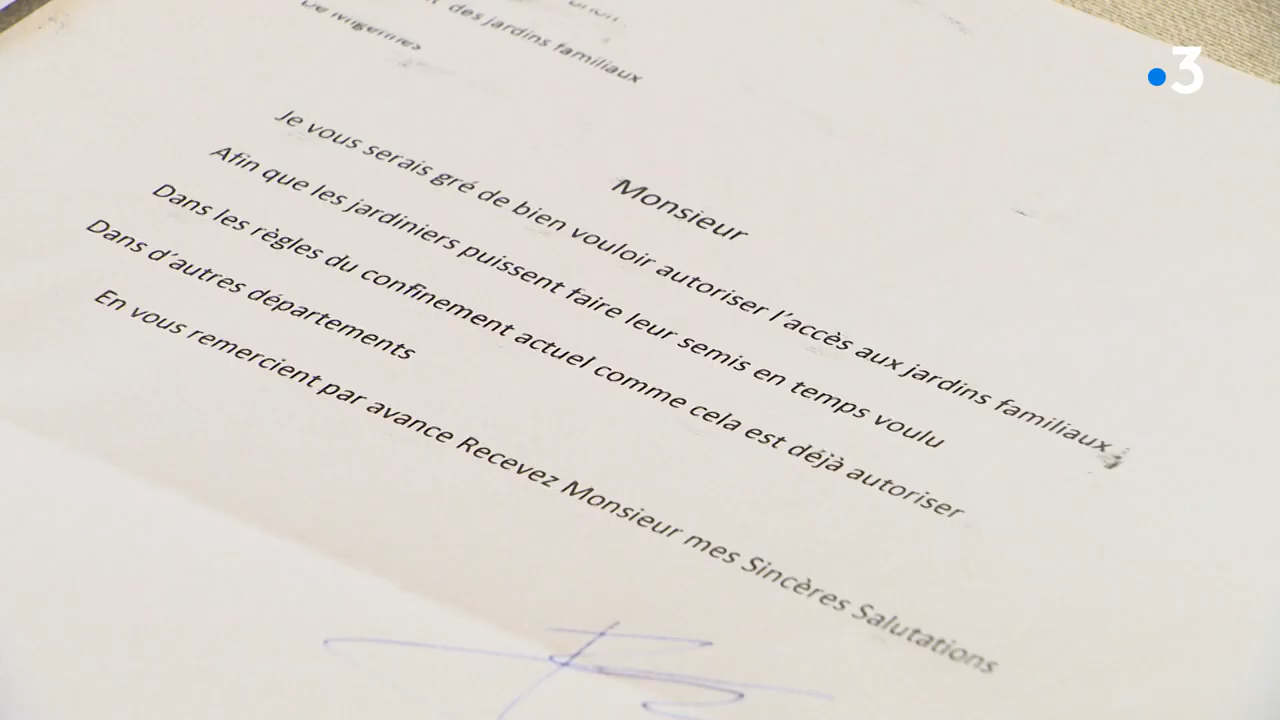 des jardins familiaux
De Migennes
Monsieur
Je vous serais gré de bien vouloir autoriser l'accès aux jardins familiaux
Afin que les jardiniers puissent faire leur semis en temps voulu
Dans les règles du confinement actuel comme cela est déjà autoriser
Dans d'autres départements
En vous remercient par avance Recevez Monsieur mes Sincères Salutations
3